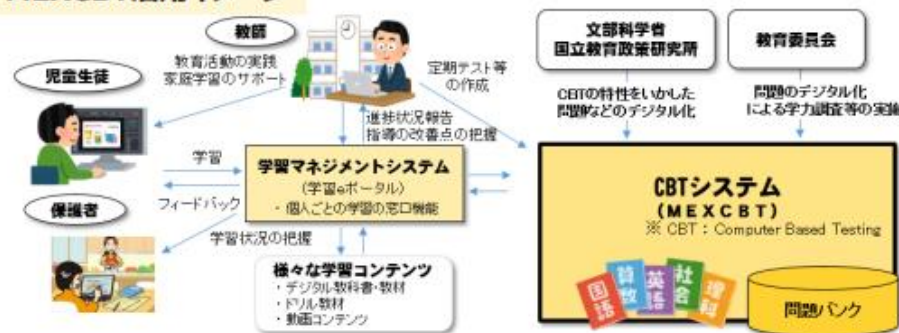 教師
教育活動の実践
家庭学習のサポート
定期テスト等
の作成
文部科学省
国立教育政策研究所
教育委員会
児童生徒
CBTの特性をいかした
問題などのデジタル化
問題のデジタル化
による学力調査等の実施
進捗状況報告
指導の改善点の把握
学習
フィードバック
学習マネジメントシステム
(学習eポータル)
・個人ごとの学習の窓口機能
CBTシステム
(MEXCBT)
※ CBT:Computer Based Testing
保護者
学習状況の把握
様々な学習コンテンツ
・デジタル教科書・教材
・ドリル教材
・動画コンテンツ
国語
算数
英語
社会
理科
問題バンク